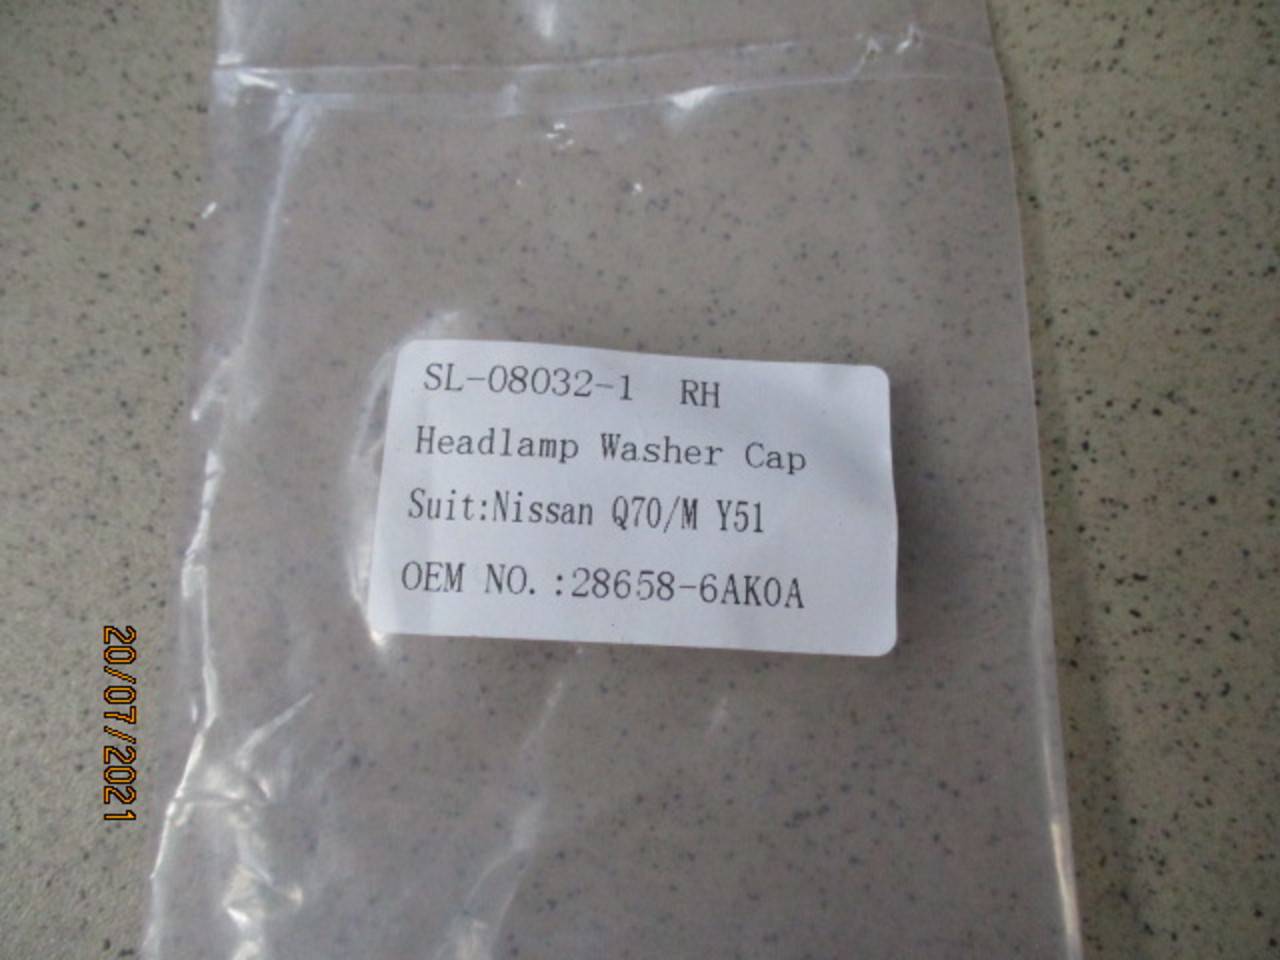 SL-08032-1 RH
Headlamp Washer Cap
Suit:Nissan Q70/M Y51
OEM NO.:28658-6AK0A
20/07/2021